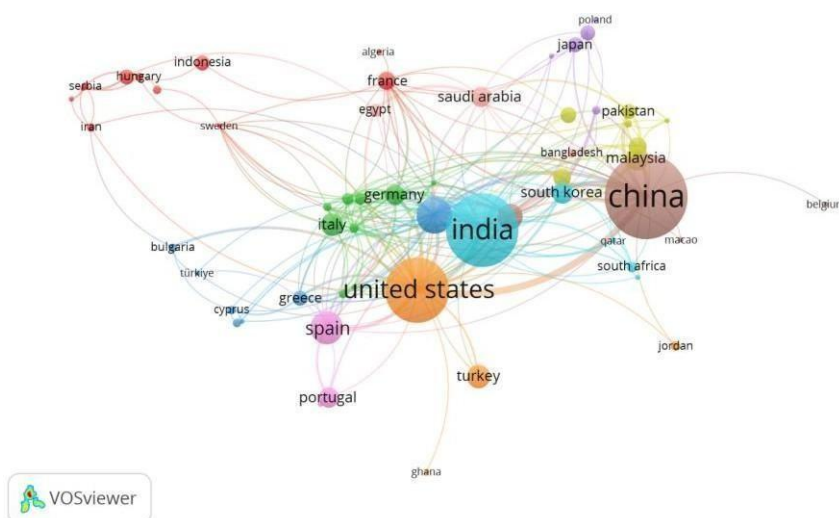 poland
japan
algeria
indonesia
hungary
serbia
france
saudi arabia
egypt
pakistan
iran
sweden
bangladesh
malaysia
germany
south korea
china
belgium
italy
india
qatar
macao
bulgaria
türkiye
south africa
united states
greece
cyprus
spain
jordan
turkey
portugal
ghana
VOSviewer